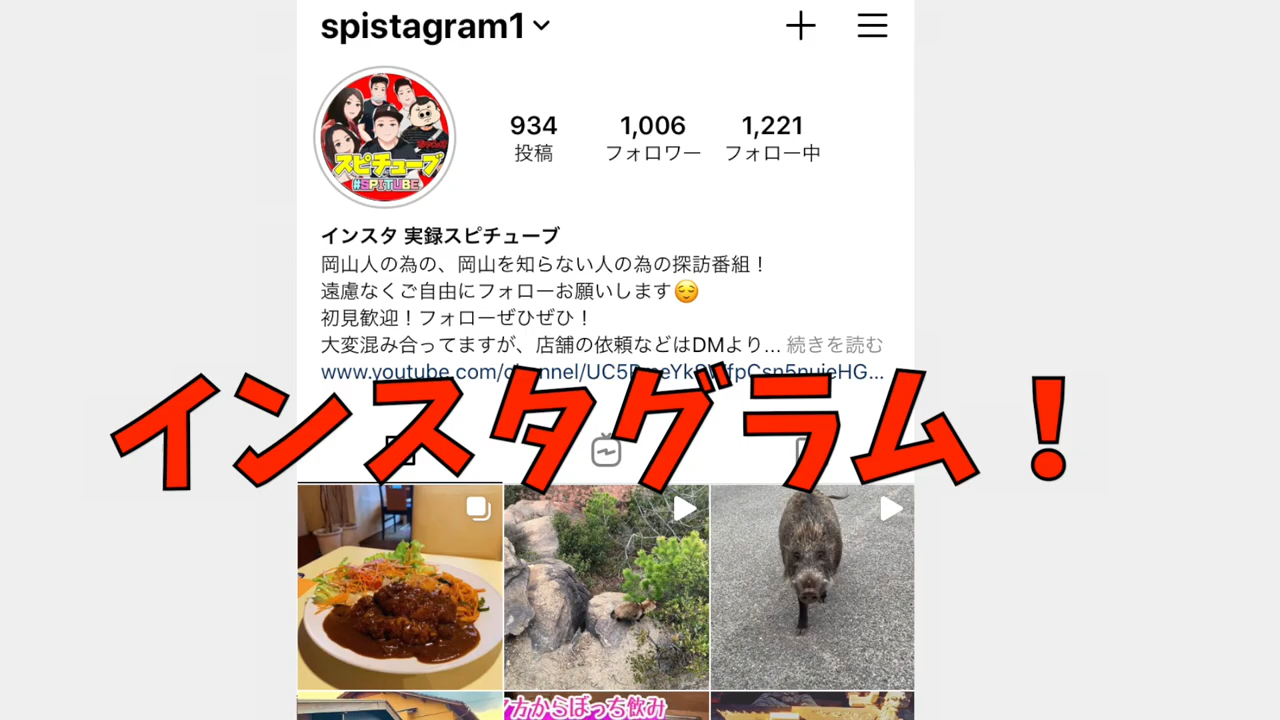 spistagram1
スピチューブ
#SPITUBE
934
投稿
1,006
フォロワー
1,221
フォロー中
インスタ 実録スピチューブ
岡山人の為の、岡山を知らない人の為の探訪番組！
遠慮なくご自由にフォローお願いします😌
初見歓迎！フォローぜひぜひ！
大変混み合ってますが、店舗の依頼などはDMより... 続きを読む
インスタグラム！
方からぼっち飲み